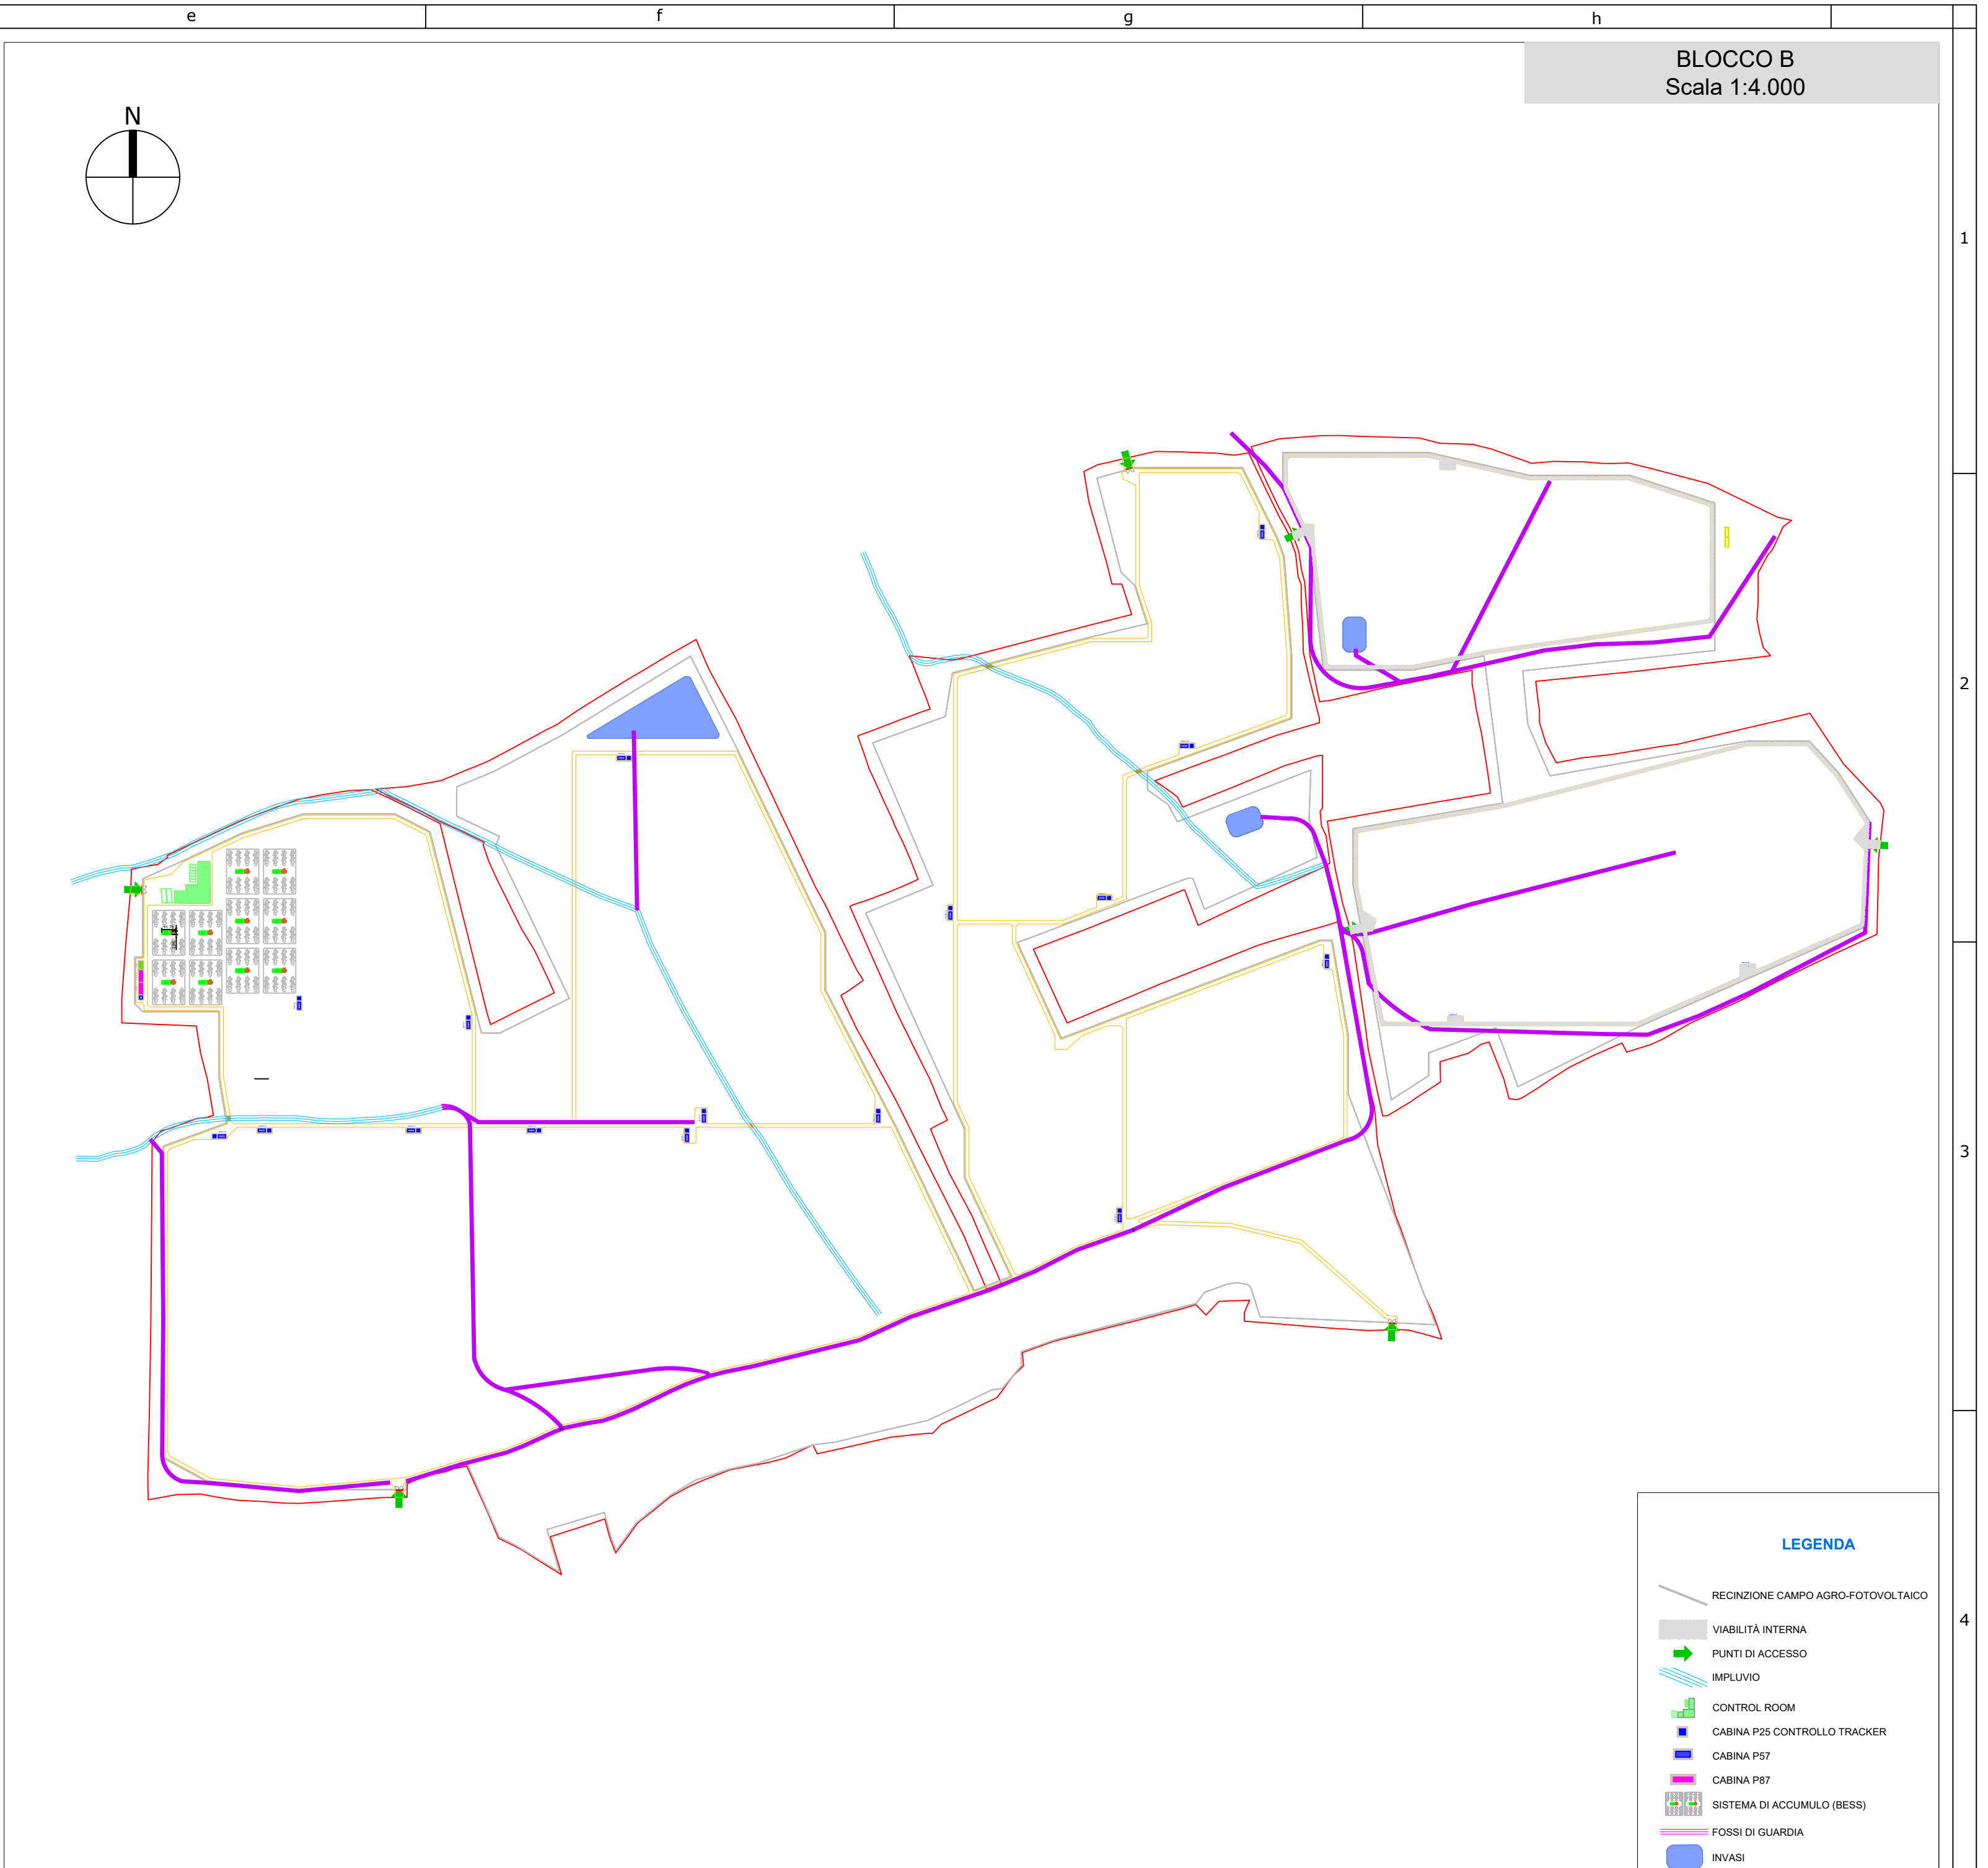 e
f
g
h
BLOCCO B
Scala 1:4.000
N
1
2
3
4
LEGENDA
RECINZIONE CAMPO AGRO-FOTOVOLTAICO
VIABILITÀ INTERNA
PUNTI DI ACCESSO
IMPLUVIO
CONTROL ROOM
CABINA P25 CONTROLLO TRACKER
CABINA P57
CABINA P87
SISTEMA DI ACCUMULO (BESS)
FOSSI DI GUARDIA
INVASI